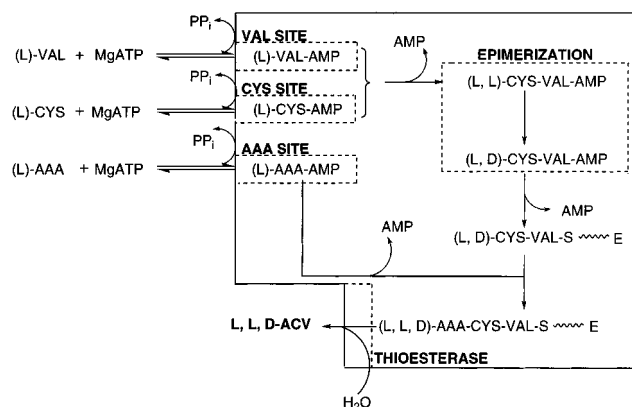 PPi
VAL SITE
(L)-VAL + MgATP
(L)-VAL-AMP
AMP
EPIMERIZATION
PPi
CYS SITE
(L, L)-CYS-VAL-AMP
(L)-CYS + MgATP
(L)-CYS-AMP
PPi
AAA SITE
(L, D)-CYS-VAL-AMP
(L)-AAA + MgATP
(L)-AAA-AMP
AMP
AMP
(L, D)-CYS-VAL-S E
L, L, D-ACV
(L, L, D)-AAA-CYS-VAL-S E
THIOESTERASE
H2O